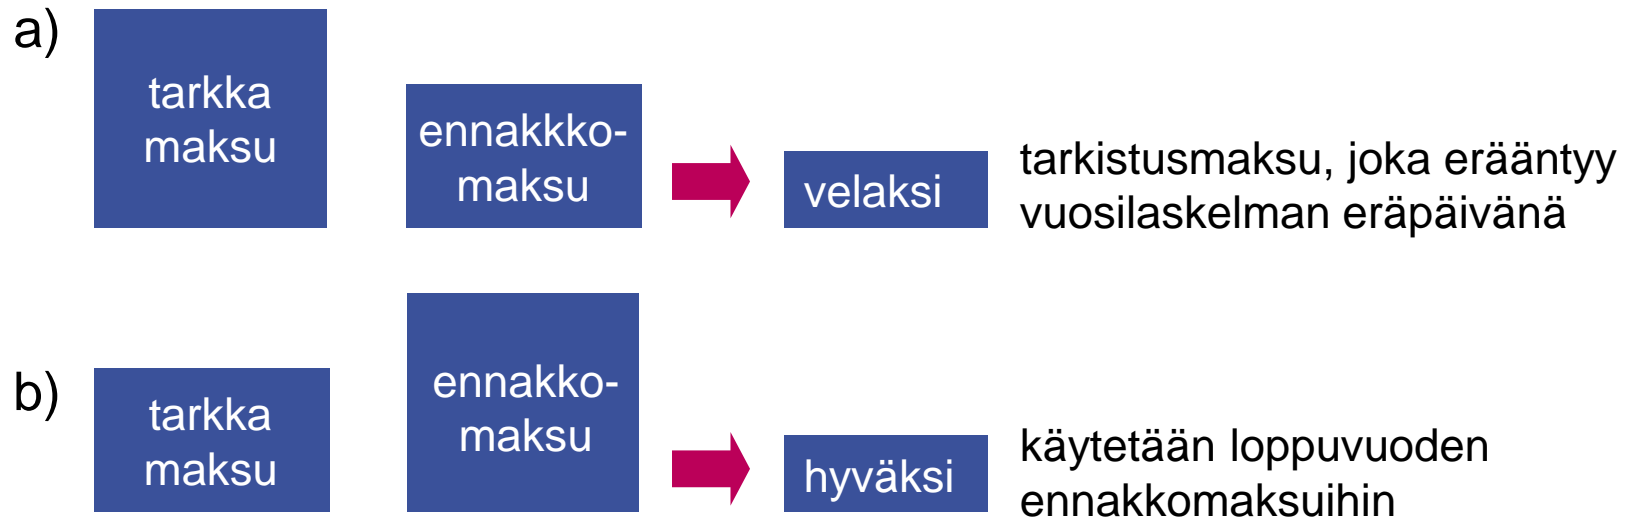 a)
tarkka
maksu
ennakkko-
maksu
velaksi
tarkistusmaksu, joka erääntyy
vuosilaskelman eräpäivänä
b)
tarkka
maksu
ennakko-
maksu
hyväksi
käytetään loppuvuoden
ennakkomaksuihin